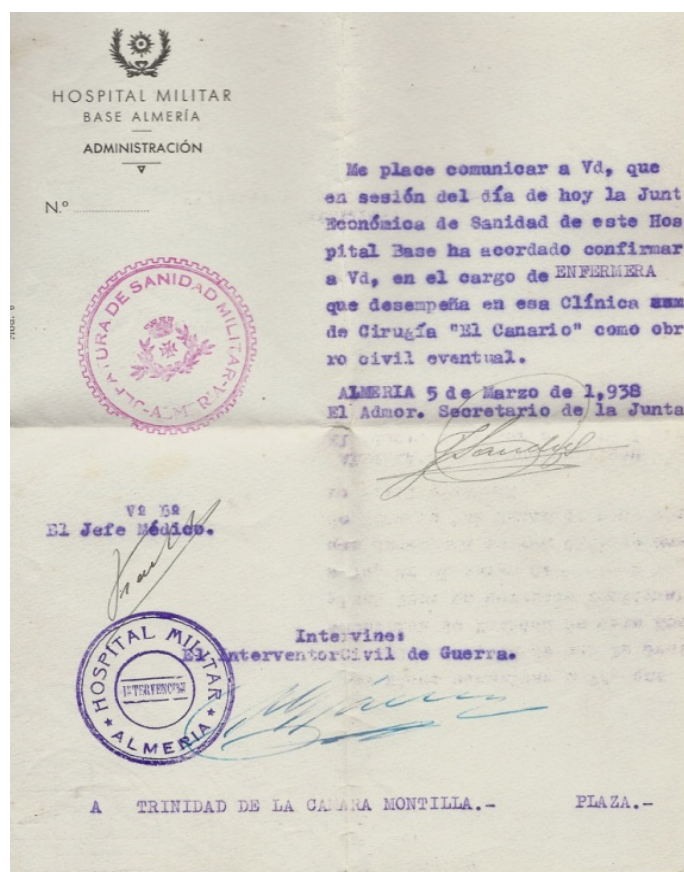 HOSPITAL MILITAR
BASE ALMERÍA
ADMINISTRACIÓN
N.º
Me place comunicar a Vd, que
en sesión del día de hoy la Junt
Económica de Sanidad de este Hos
pital Base ha acordado confirmar
a Vd, en el cargo de ENFERMERA
que desempeña en esa Clínica
de Cirugía "El Canario" como obr
ro civil eventual.
ALMERIA 5 de Marzo de 1,938
El Admor. Secretario de la Junta
JEFATURA DE SANIDAD MILITAR
-ALMERIA-
Vº Bº
El Jefe Médico.
Intervine:
El InterventorCivil de Guerra.
HOSPITAL MILITAR
INTERVENCION
* ALMERIA *
A TRINIDAD DE LA CAMARA MONTILLA.- PLAZA.-